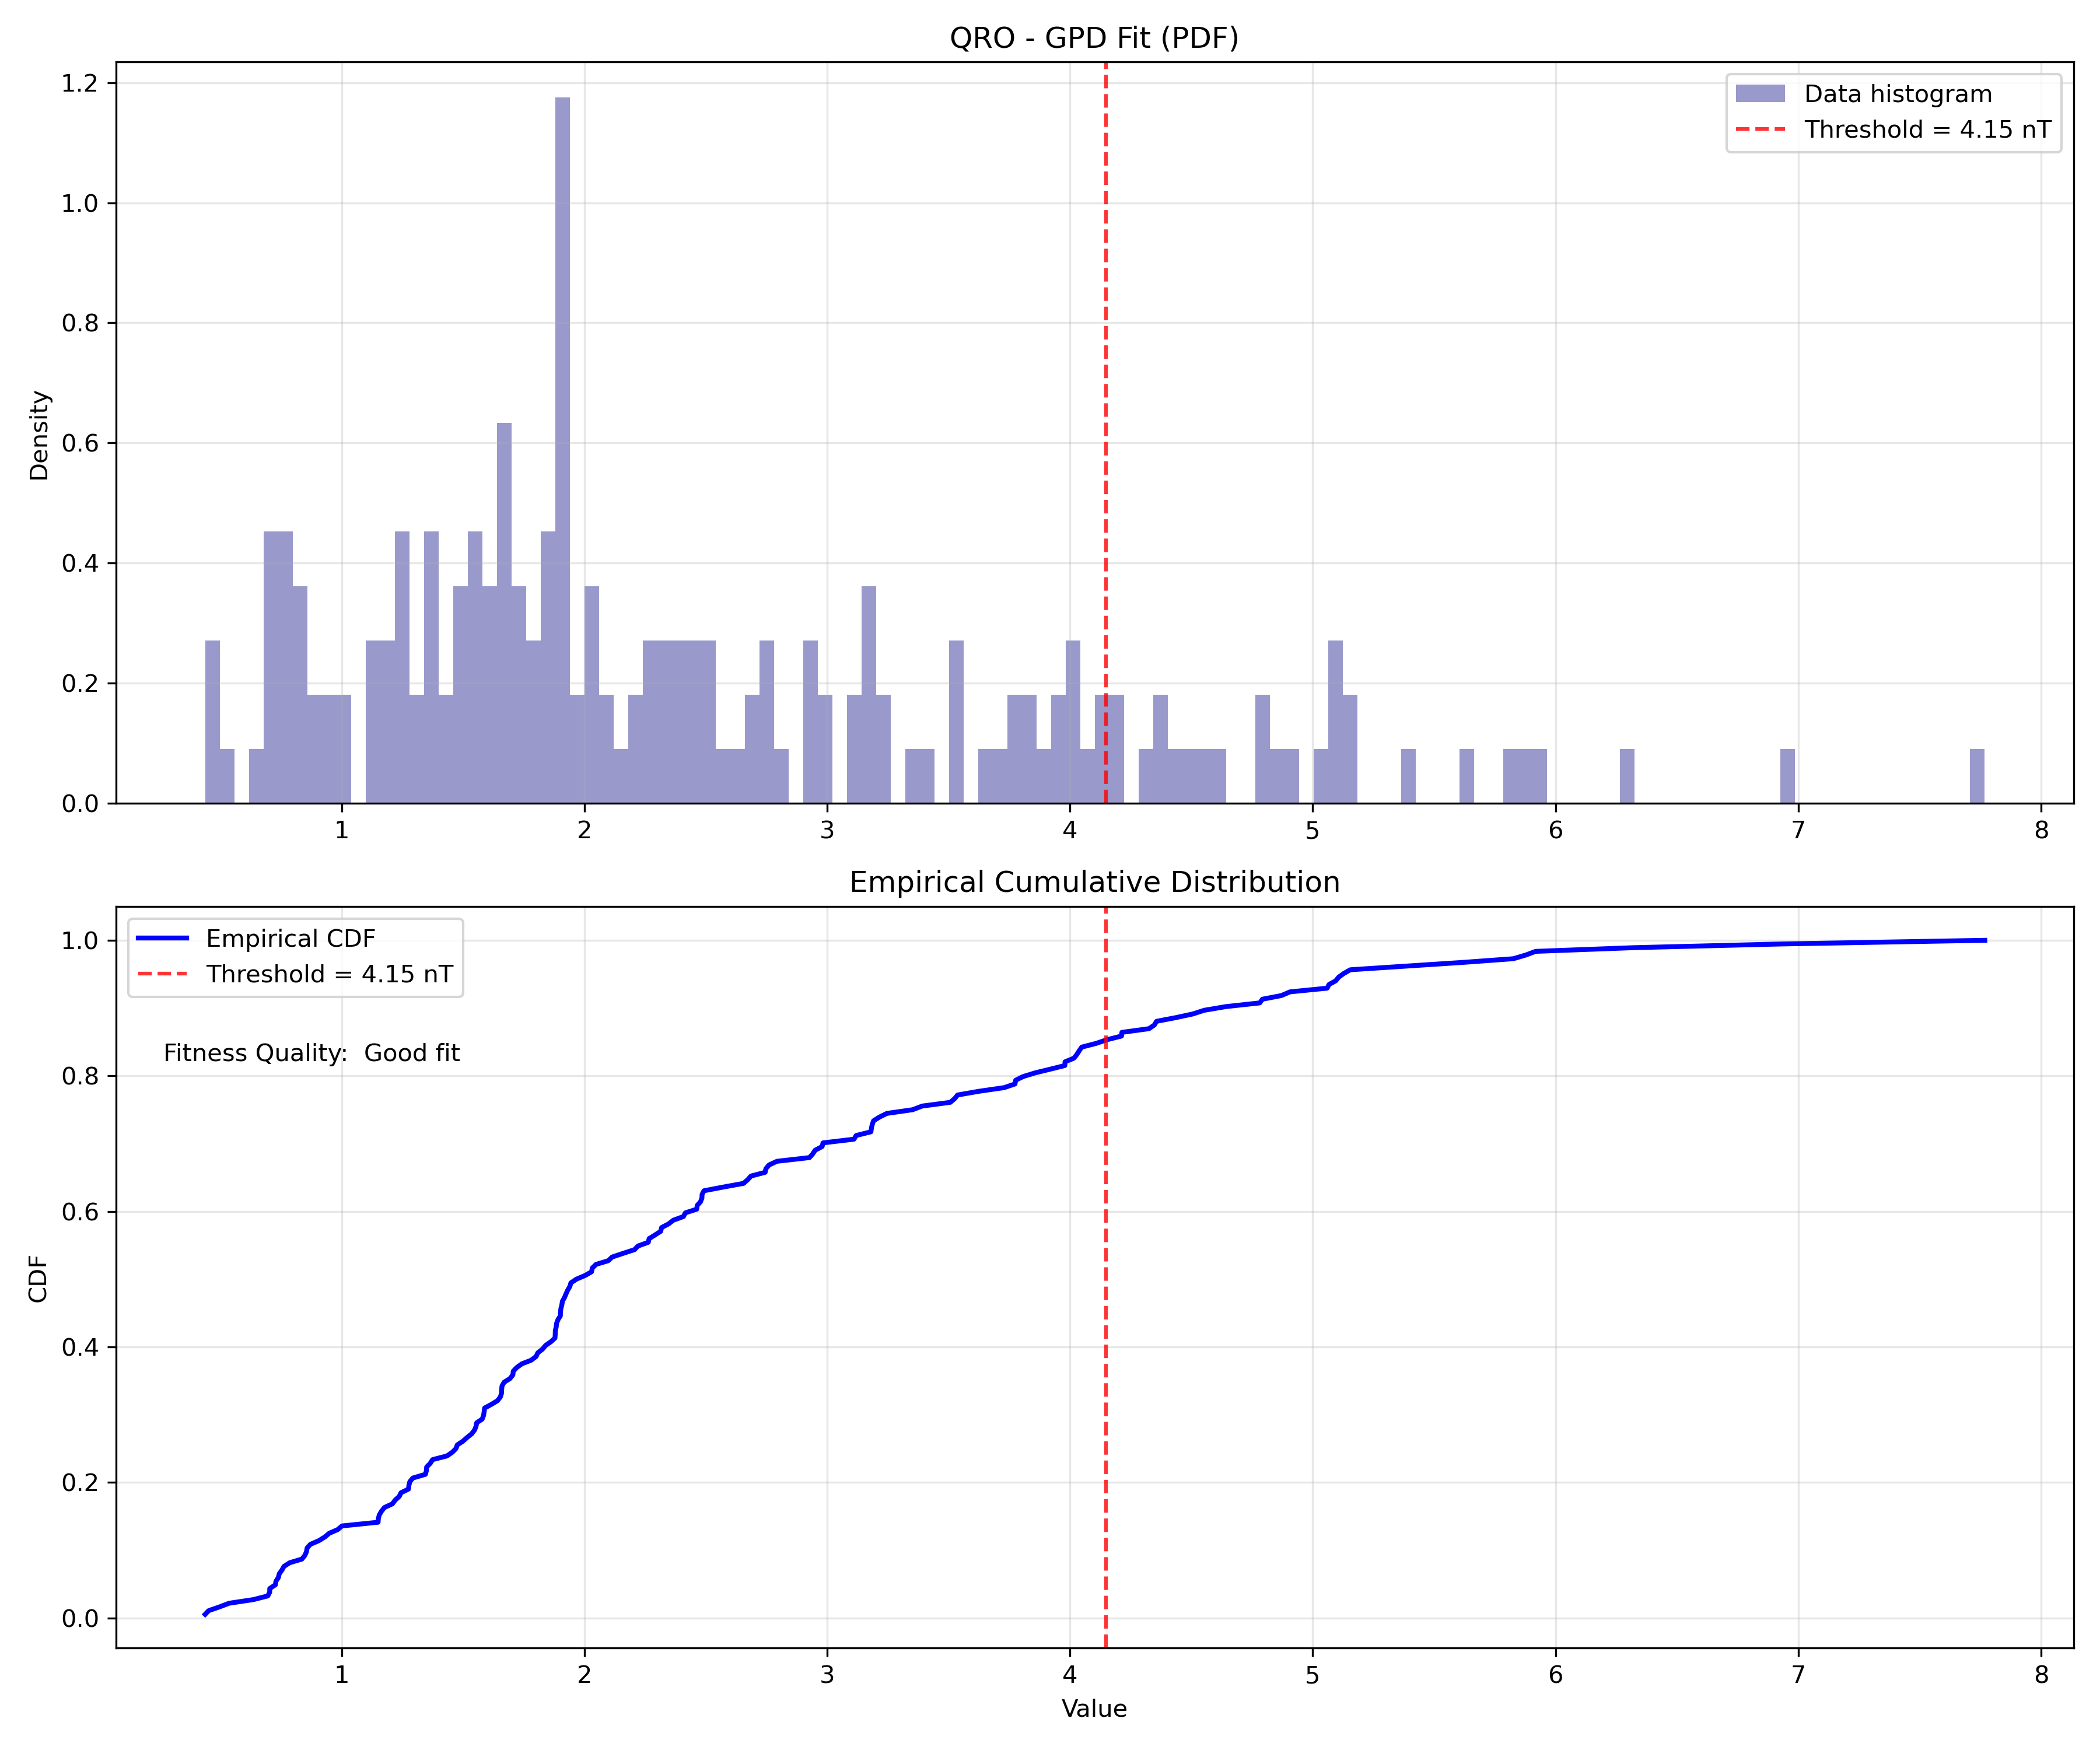 QRO - GPD Fit (PDF)
1.2
1.0
0.8
0.6
0.4
0.2
0.0
Density
Data histogram
Threshold = 4.15 nT
1 2 3 4 5 6 7 8
Empirical Cumulative Distribution
1.0
0.8
0.6
0.4
0.2
0.0
CDF
Empirical CDF
Threshold = 4.15 nT
Fitness Quality:  Good fit
1 2 3 4 5 6 7 8
Value